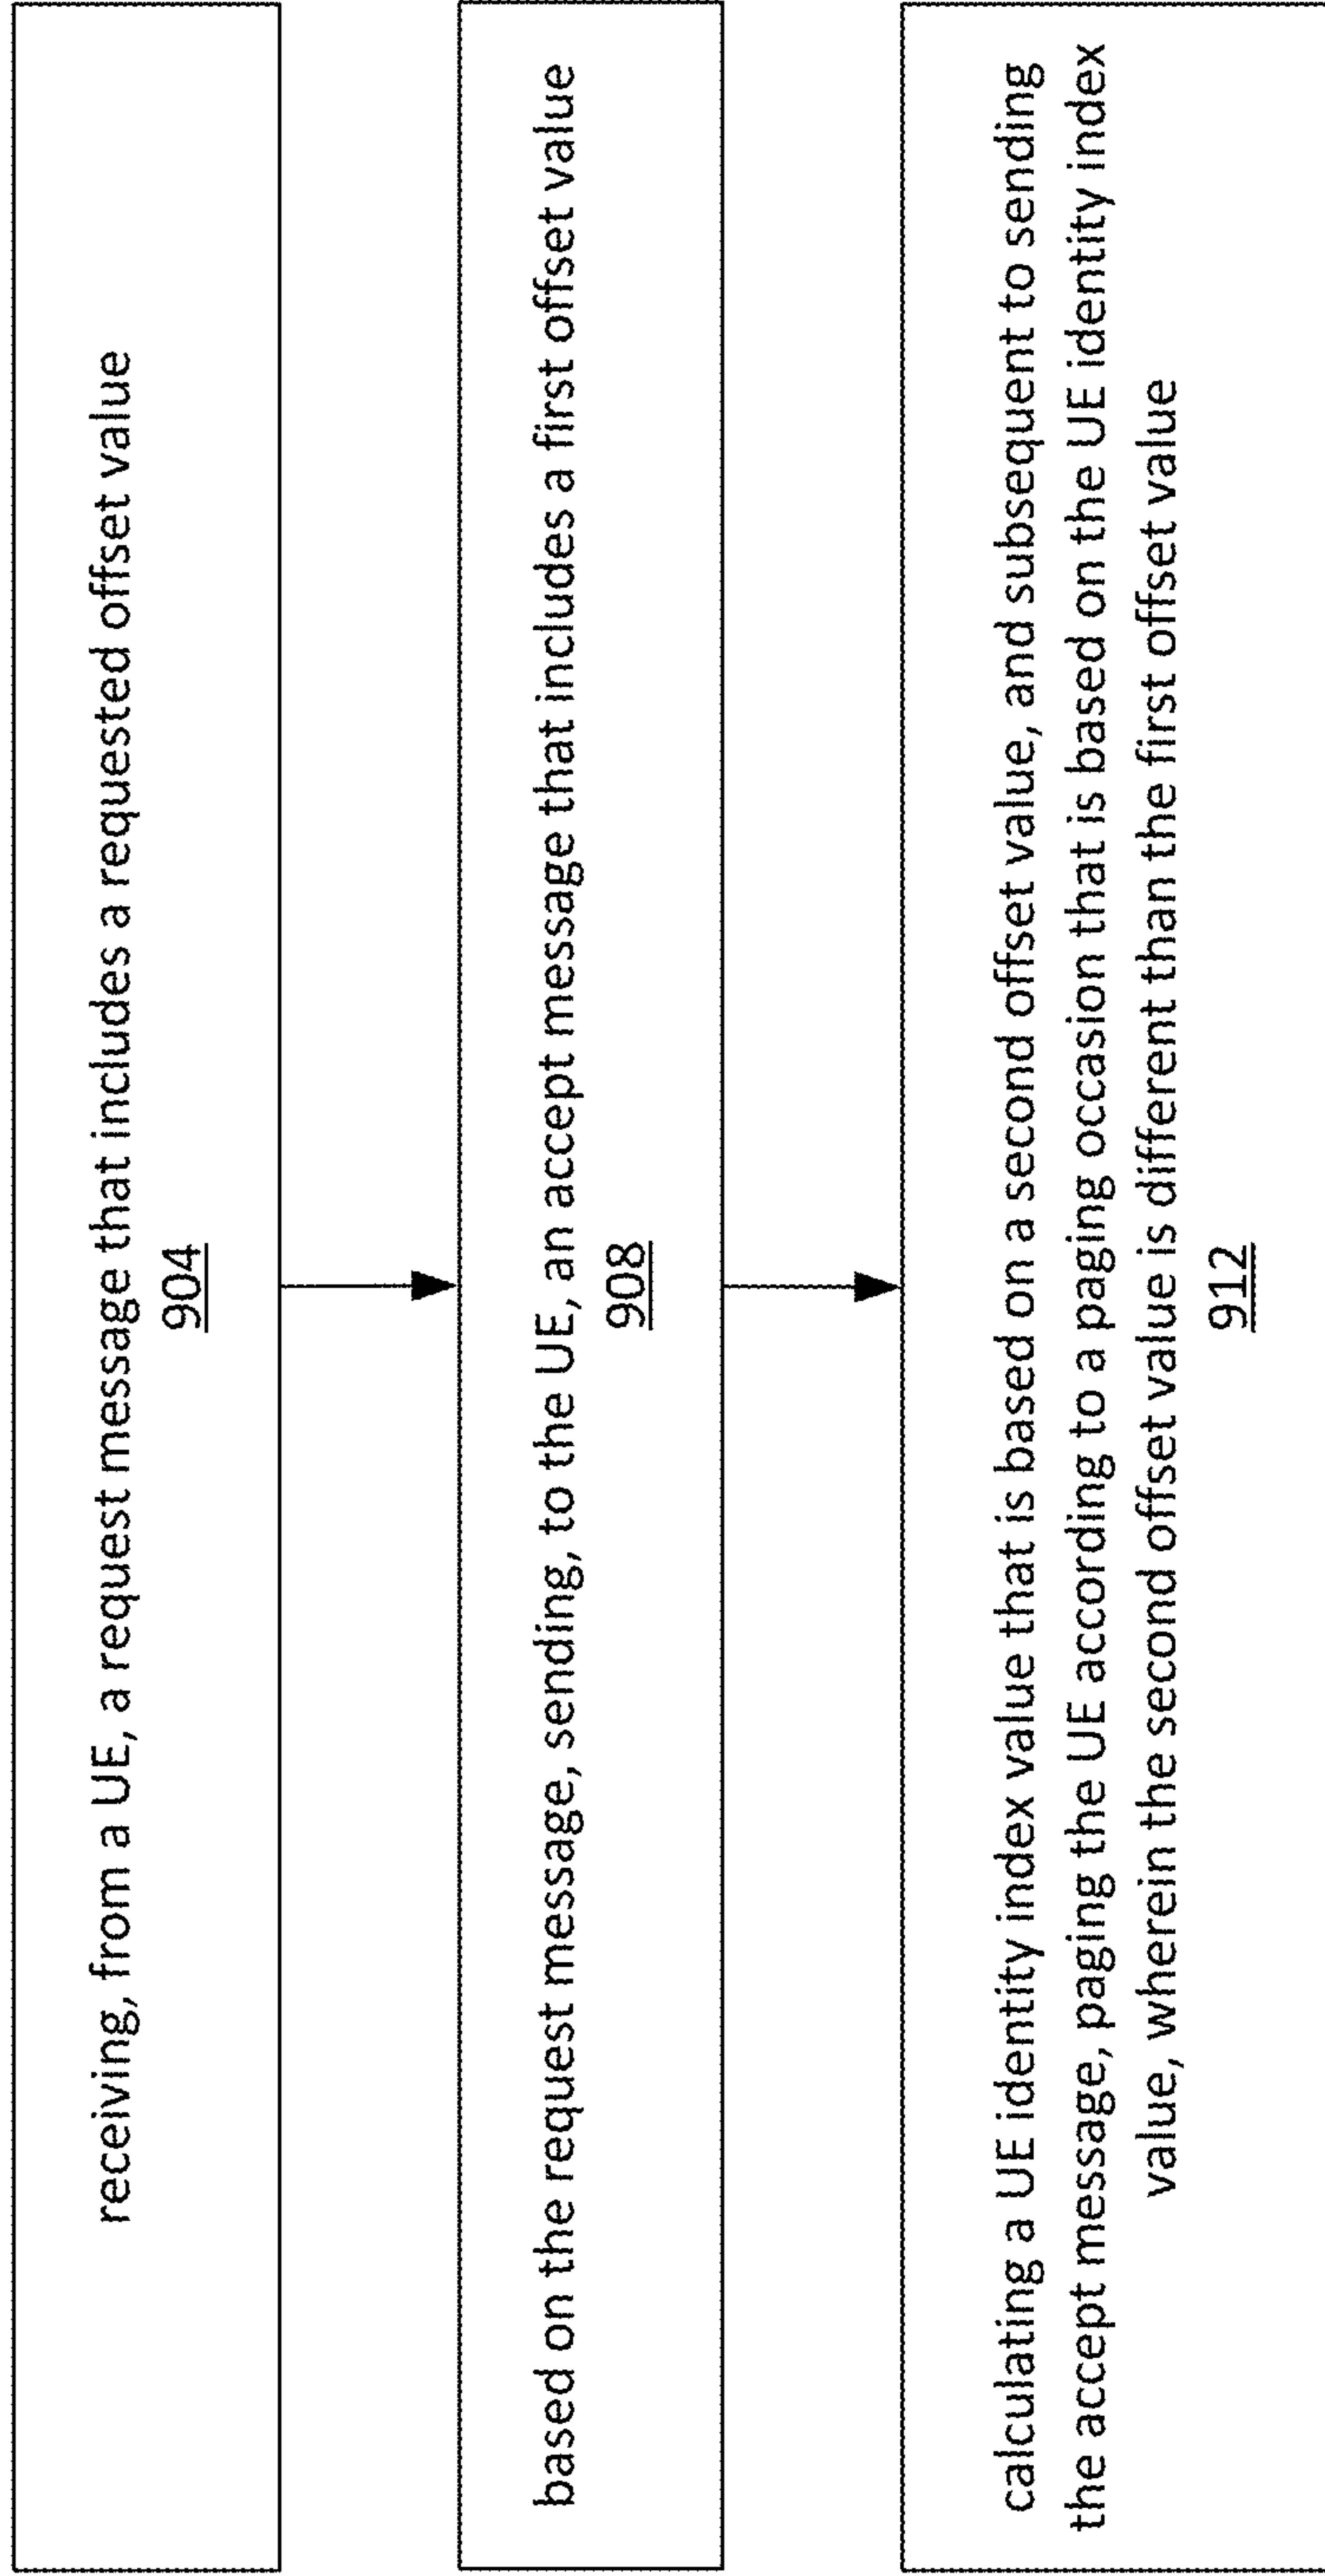 receiving, from a UE, a request message that includes a requested offset value
904
based on the request message, sending, to the UE, an accept message that includes a first offset value
908
calculating a UE identity index value that is based on a second offset value, and subsequent to sending
the accept message, paging the UE according to a paging occasion that is based on the UE identity index
value, wherein the second offset value is different than the first offset value
912